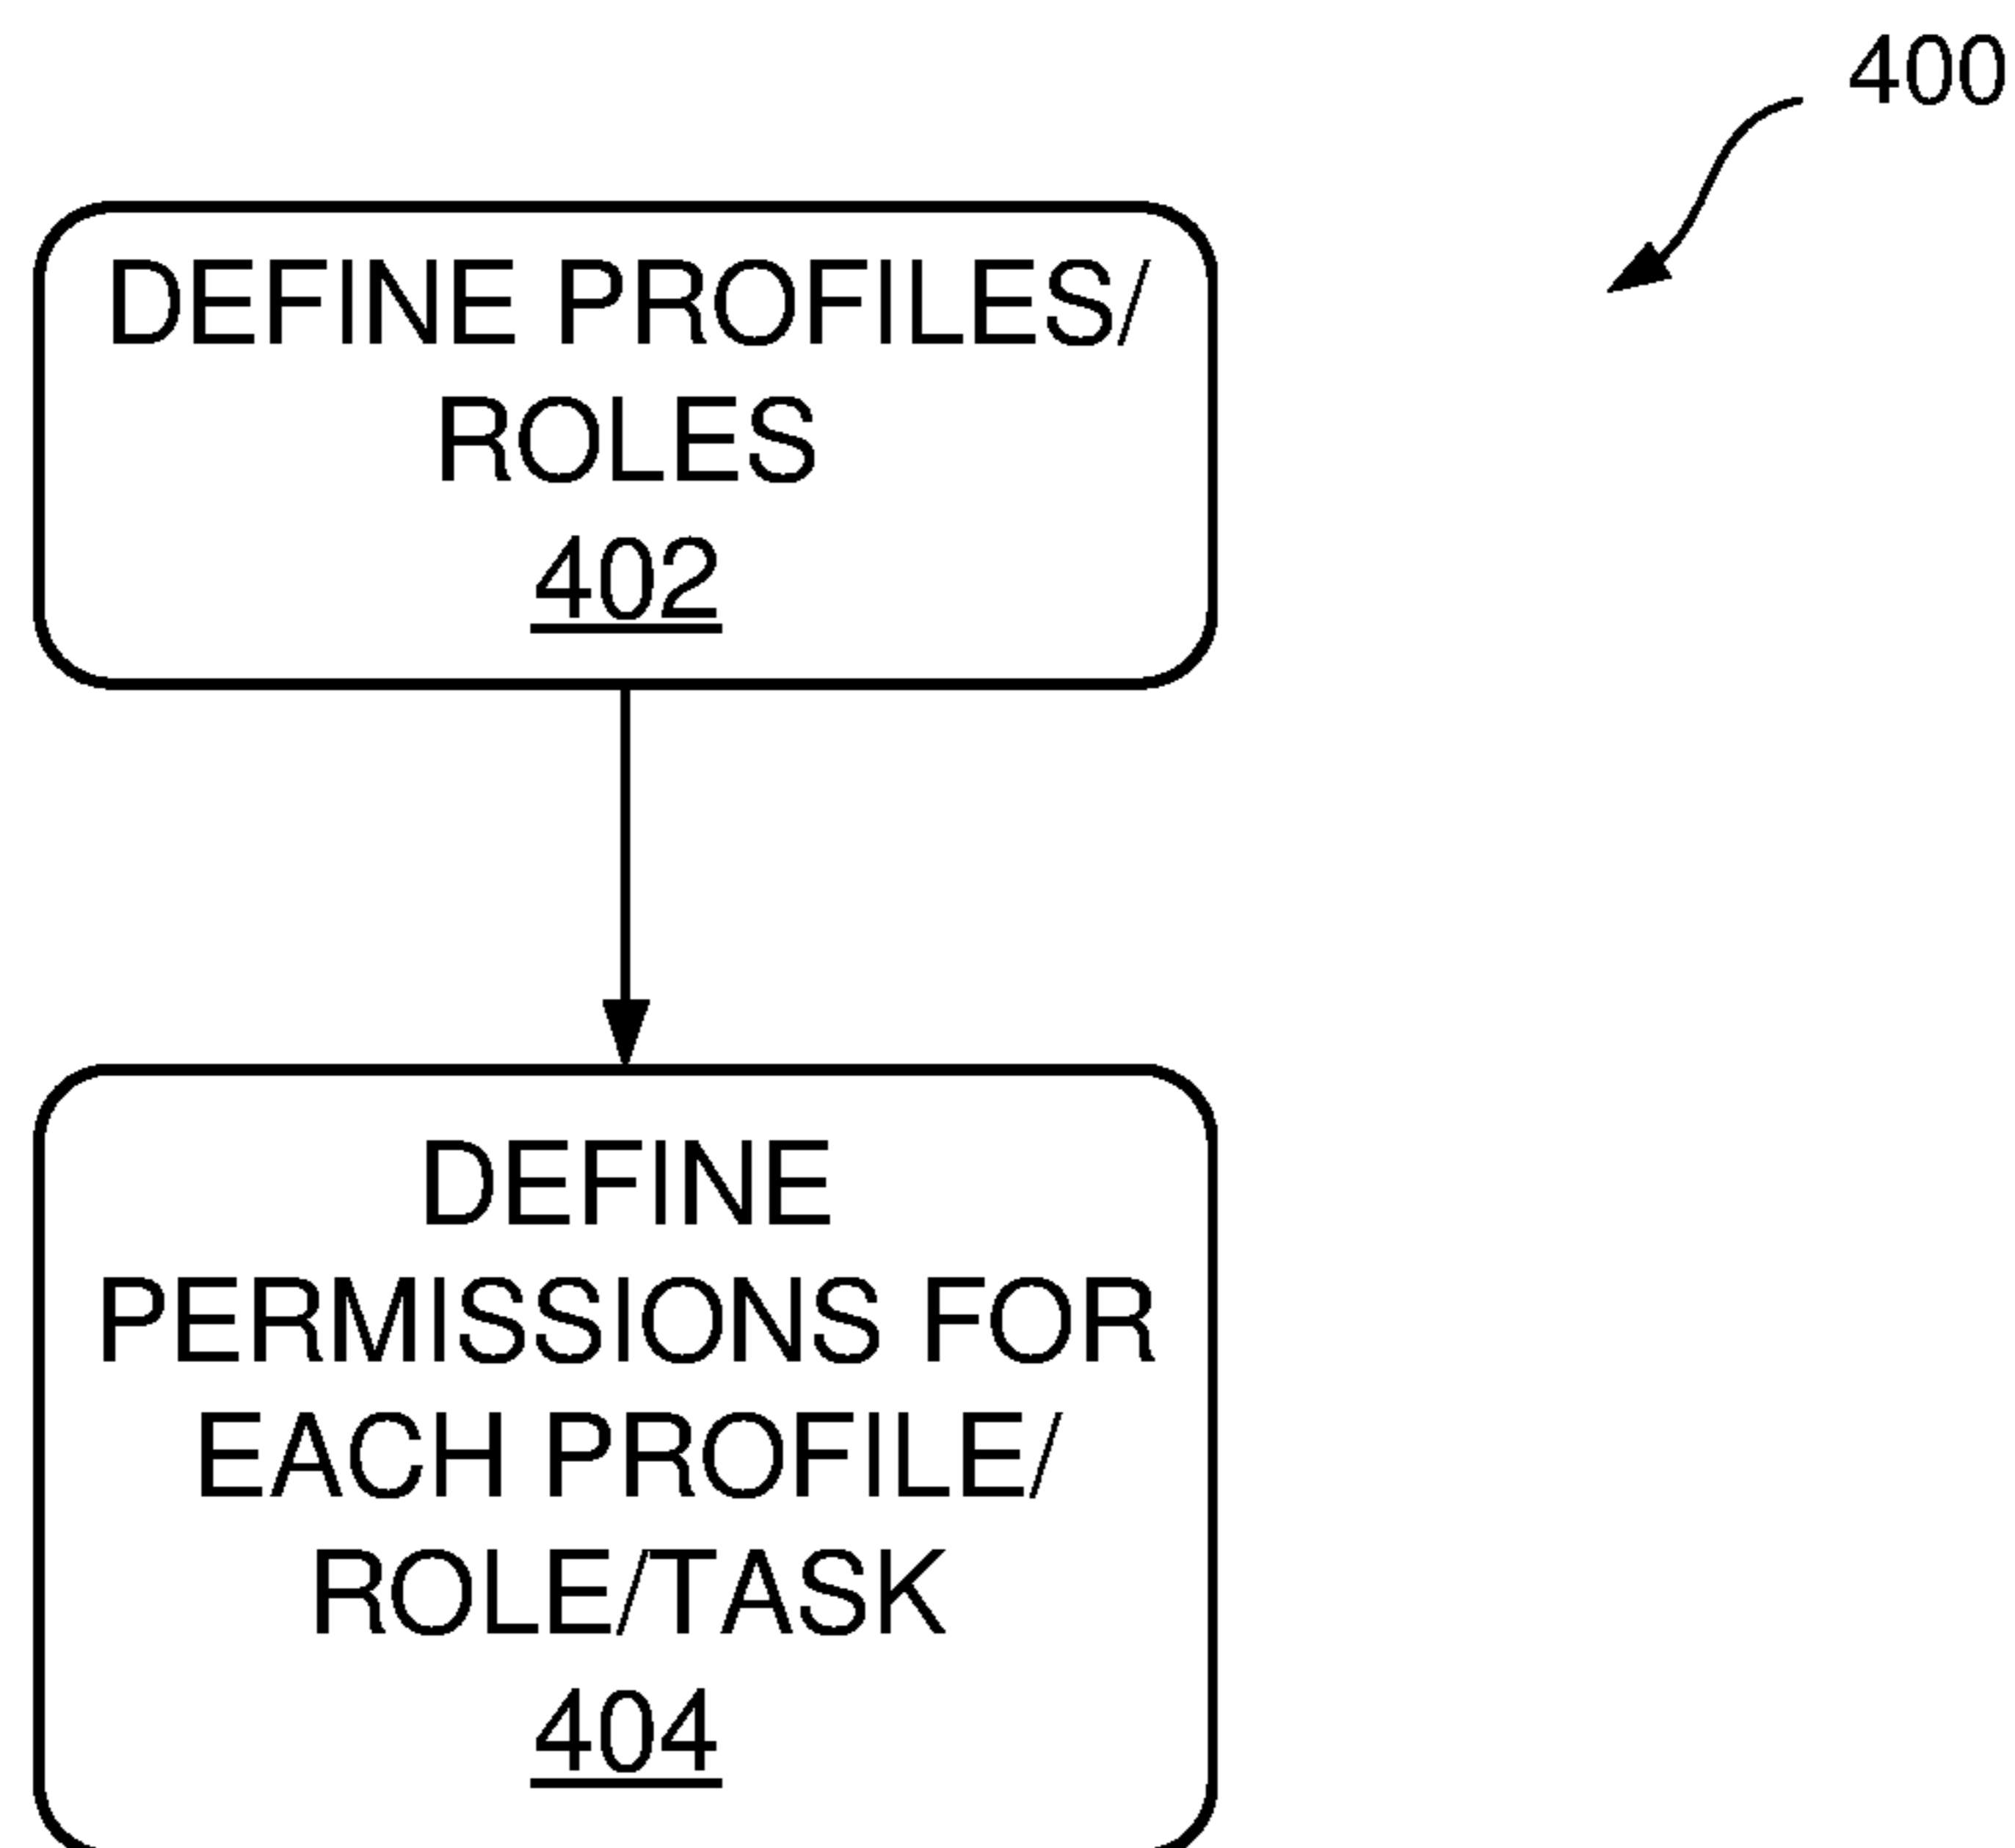 400
DEFINE PROFILES/
ROLES
402
DEFINE
PERMISSIONS FOR
EACH PROFILE/
ROLE/TASK
404